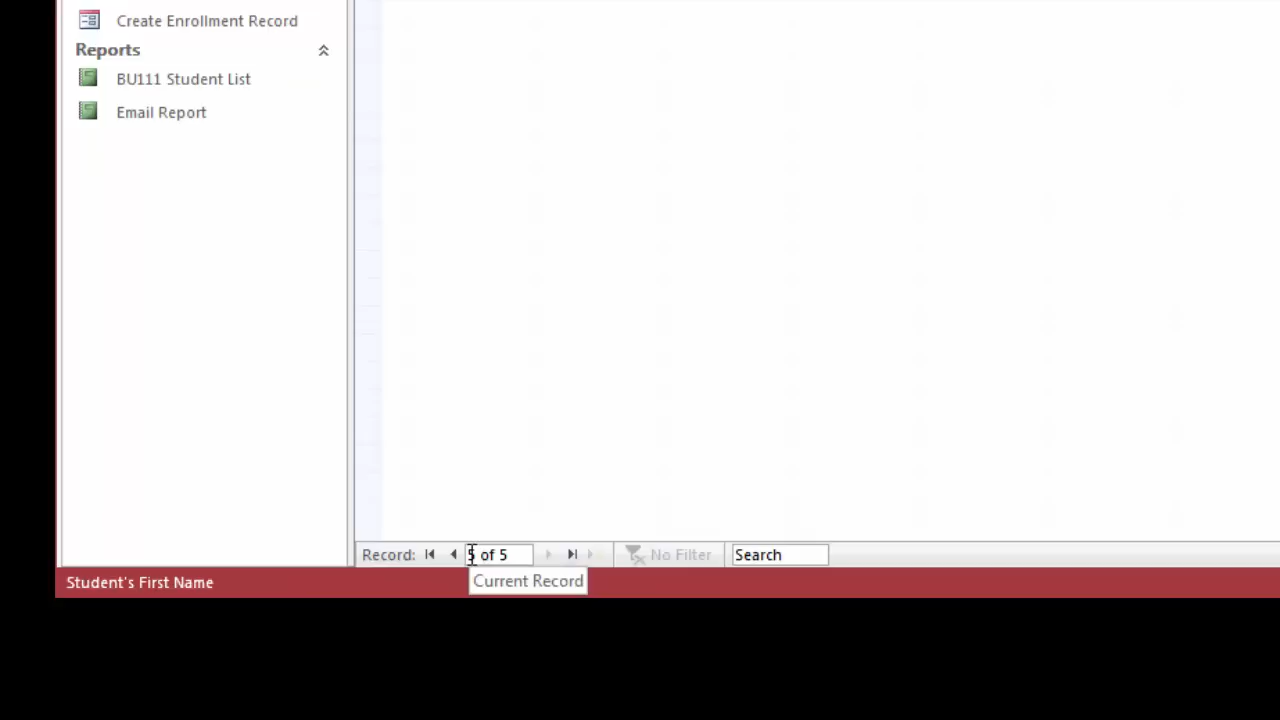 Create Enrollment Record
Reports
BU111 Student List
Email Report
Record: 5 of 5 No Filter Search
Student's First Name
Current Record